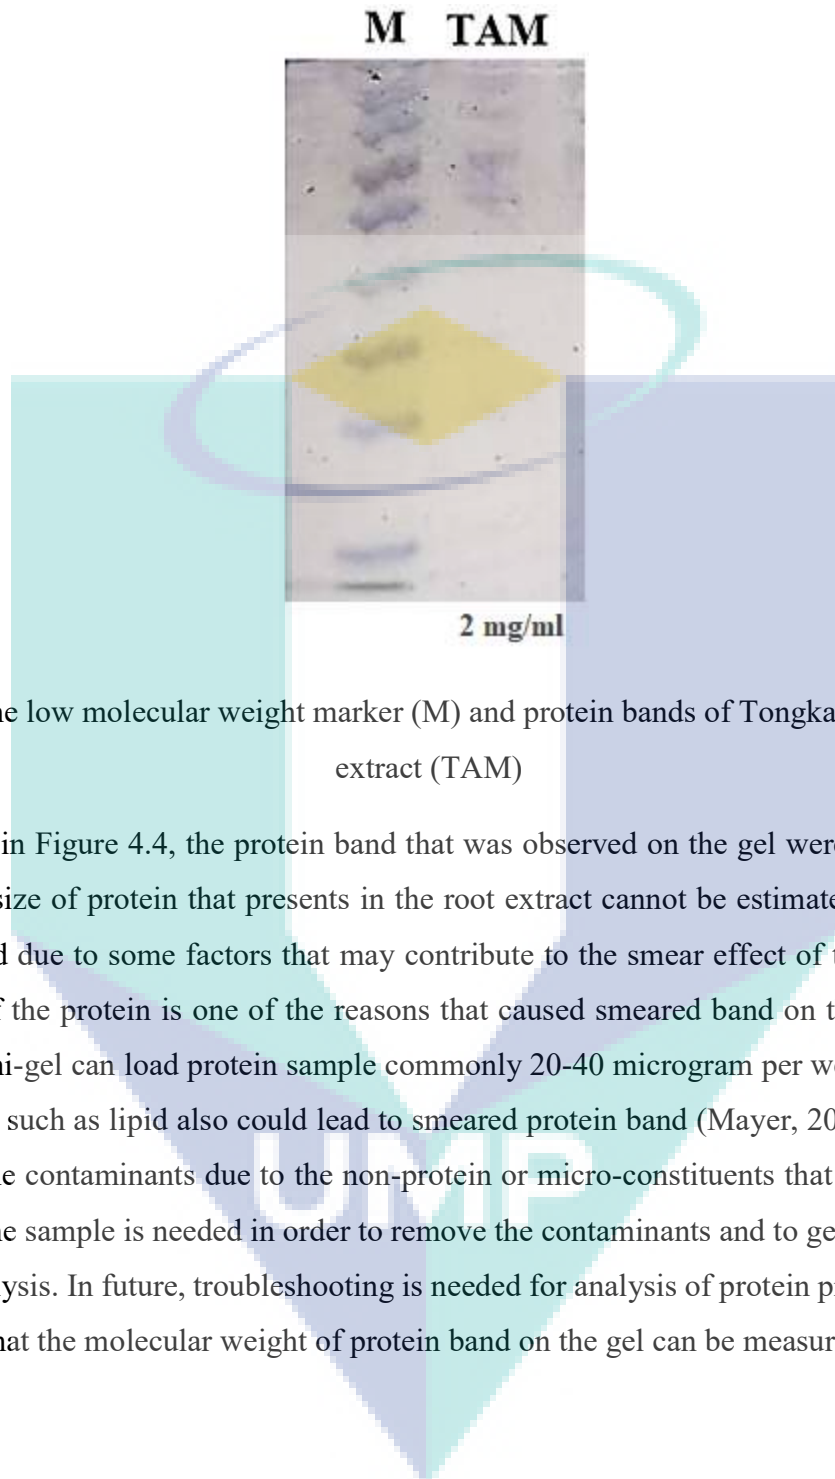 M TAM
2 mg/ml
he low molecular weight marker (M) and protein bands of Tongka
extract (TAM)
in Figure 4.4, the protein band that was observed on the gel were
size of protein that presents in the root extract cannot be estimate
d due to some factors that may contribute to the smear effect of
f the protein is one of the reasons that caused smeared band on
ni-gel can load protein sample commonly 20-40 microgram per
such as lipid also could lead to smeared protein band (Mayer, 20
e contaminants due to the non-protein or micro-constituents that
he sample is needed in order to remove the contaminants and to ge
lysis. In future, troubleshooting is needed for analysis of protein
hat the molecular weight of protein band on the gel can be measur
UMP